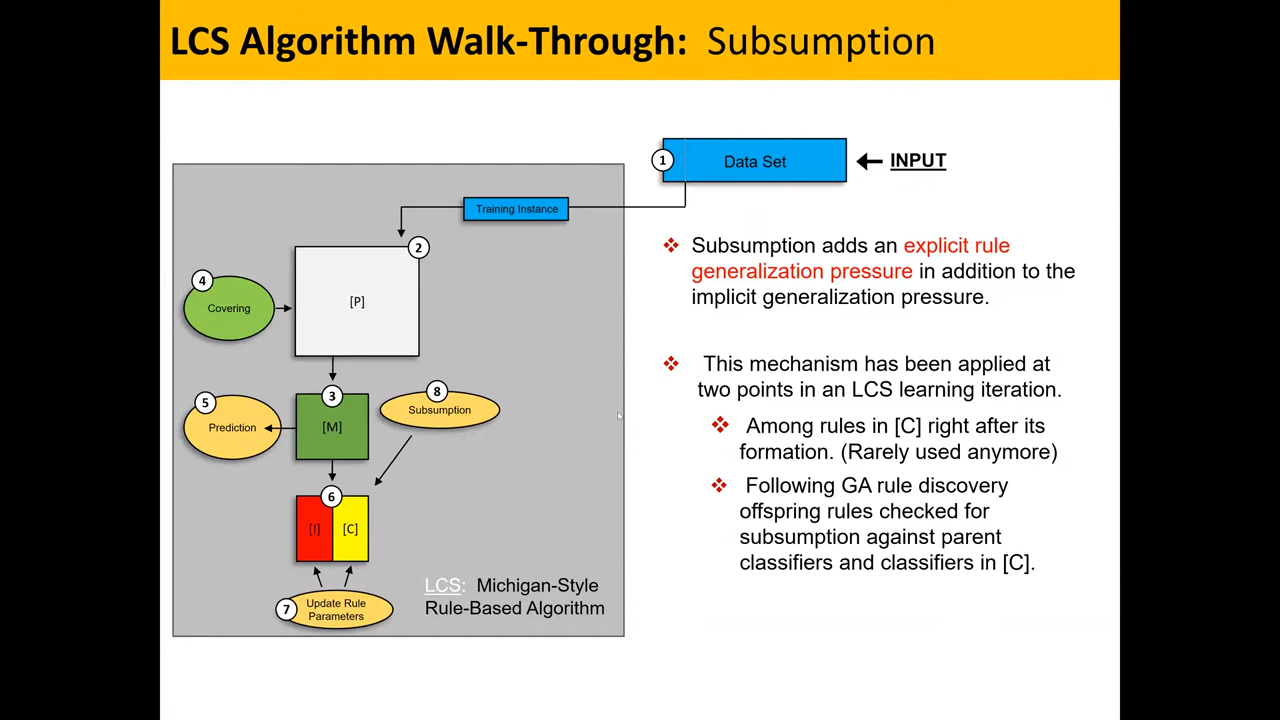 LCS Algorithm Walk-Through: Subsumption
1
Data Set
INPUT
Training Instance
2
[P]
4
Covering
3
[M]
5
Prediction
8
Subsumption
6
[I]
[C]
7
Update Rule
Parameters
LCS: Michigan-Style
Rule-Based Algorithm
Subsumption adds an explicit rule
generalization pressure in addition to the
implicit generalization pressure.
This mechanism has been applied at
two points in an LCS learning iteration.
Among rules in [C] right after its
formation. (Rarely used anymore)
Following GA rule discovery
offspring rules checked for
subsumption against parent
classifiers and classifiers in [C].